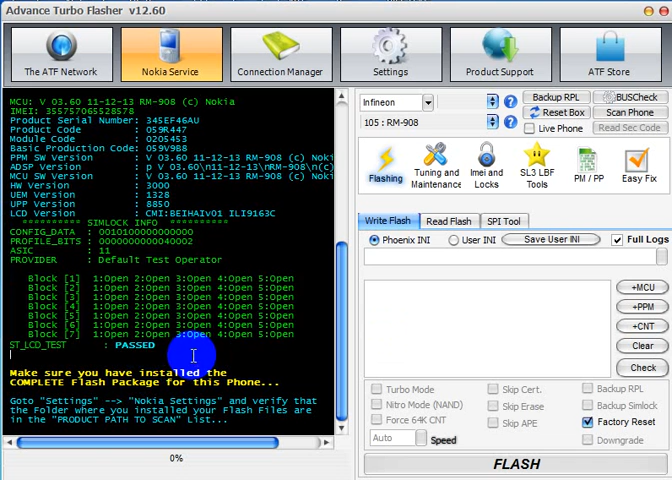 Advance Turbo Flasher v12.60
The ATF Network
Nokia Service
Connection Manager
Settings
Product Support
ATF Store
MCU: V 03.60 11-12-13 RM-908 (c) Nokia
IMEI: 355757065528578
Product Serial Number: 345EF46AU
Product Code : 059R447
Module Code : 0205453
Basic Production Code : 059V9B8
PPM SW Version : V 03.60 11-12-13 RM-908 (c) Noki
ADSP Version : p V 03.60 11-12-13\nRM-908\n(c)
MCU SW Version : V 03.60 11-12-13 RM-908 (c) Noki
HW Version : 3000
UEM Version : 1328
UPP Version : 8850
LCD Version : CMI:BEIHAIv01 ILI9163C
********** SIMLOCK INFO **********
CONFIG_DATA : 0010100000000000
PROFILE_BITS : 0000000000040002
ASIC : 11
PROVIDER : Default Test Operator
Block [1] 1:Open 2:Open 3:Open 4:Open 5:Open
Block [2] 1:Open 2:Open 3:Open 4:Open 5:Open
Block [3] 1:Open 2:Open 3:Open 4:Open 5:Open
Block [4] 1:Open 2:Open 3:Open 4:Open 5:Open
Block [5] 1:Open 2:Open 3:Open 4:Open 5:Open
Block [6] 1:Open 2:Open 3:Open 4:Open 5:Open
Block [7] 1:Open 2:Open 3:Open 4:Open 5:Open
ST_LCD_TEST : PASSED
Make sure you have installed the
COMPLETE Flash Package for this Phone...
Goto "Settings" --> "Nokia Settings" and verify that
the Folder where you installed your Flash Files are
in the "PRODUCT PATH TO SCAN" List...
0%
Infineon
105 : RM-908
Backup RPL
BUSCheck
Reset Box
Scan Phone
Live Phone
Read Sec Code
Flashing
Tuning and
Maintenance
Imei and
Locks
SL3 LBF
Tools
PM / PP
Easy Fix
Write Flash
Read Flash
SPI Tool
Phoenix INI
User INI
Save User INI
Full Logs
+MCU
+PPM
+CNT
Clear
Check
Turbo Mode
Skip Cert.
Backup RPL
Nitro Mode (NAND)
Skip Erase
Backup Simlock
Force 64K CNT
Skip APE
Factory Reset
Auto
Speed
Downgrade
FLASH